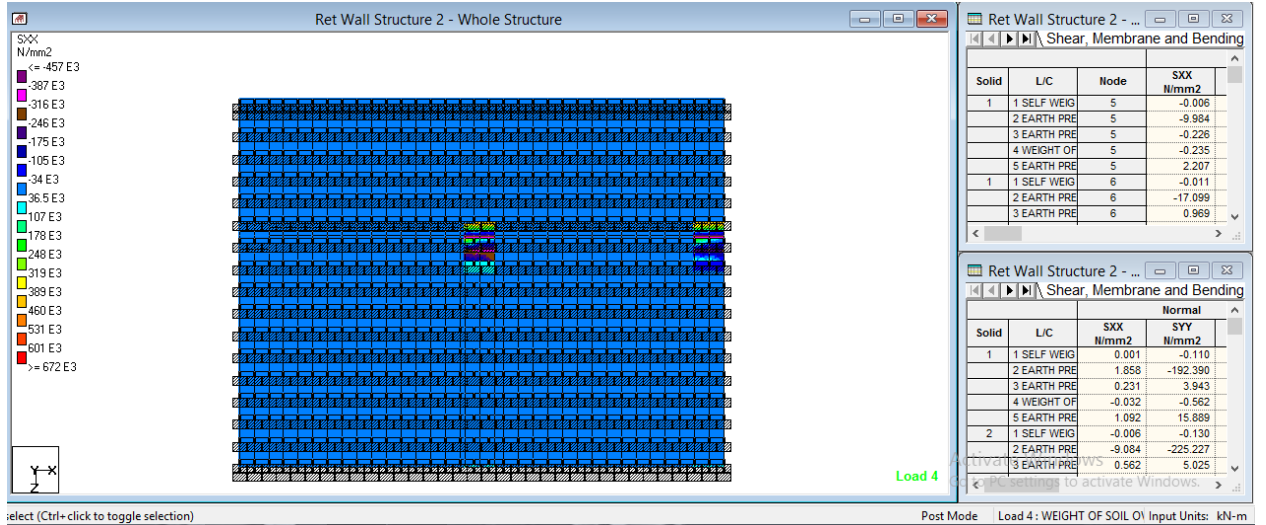 Ret Wall Structure 2 - Whole Structure
SXX
N/mm2
<= -457 E3
-387 E3
-316 E3
-246 E3
-175 E3
-105 E3
-34 E3
36.5 E3
107 E3
178 E3
248 E3
319 E3
389 E3
460 E3
531 E3
601 E3
>= 672 E3
Y X
Z
Load 4
Ret Wall Structure 2 - ...
Shear, Membrane and Bending
Solid L/C Node SXX N/mm2
1 1 SELF WEIG 5 -0.006
2 EARTH PRE 5 -9.984
3 EARTH PRE 5 -0.226
4 WEIGHT OF 5 -0.235
5 EARTH PRE 5 2.207
1 1 SELF WEIG 6 -0.011
2 EARTH PRE 6 -17.099
3 EARTH PRE 6 0.969
Ret Wall Structure 2 - ...
Shear, Membrane and Bending
Normal
Solid L/C SXX N/mm2 SYY N/mm2
1 1 SELF WEIG 0.001 -0.110
2 EARTH PRE 1.858 -192.390
3 EARTH PRE 0.231 3.943
4 WEIGHT OF -0.032 -0.562
5 EARTH PRE 1.092 15.889
2 1 SELF WEIG -0.006 -0.130
2 EARTH PRE -9.084 -225.227
3 EARTH PRE 0.562 5.025
Activate Windows
Go to PC settings to activate Windows.
select (Ctrl+click to toggle selection) Post Mode Load 4 : WEIGHT OF SOIL OV Input Units: kN-m